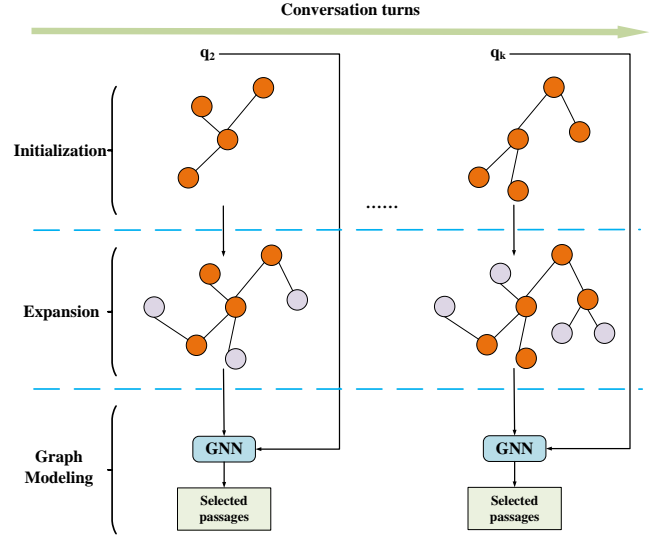 Conversation turns
q2
qk
Initialization
......
Expansion
Graph
Modeling
GNN
GNN
Selected
passages
Selected
passages